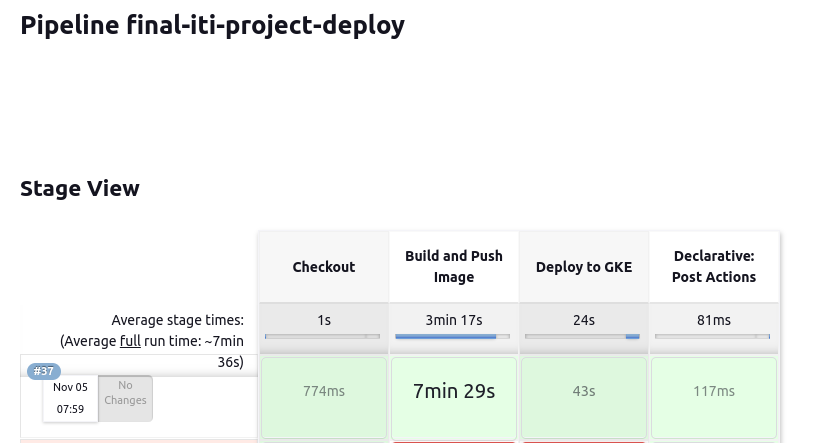 Pipeline final-iti-project-deploy
Stage View
Checkout
Build and Push
Image
Deploy to GKE
Declarative:
Post Actions
Average stage times:
(Average full run time: ~7min
36s)
1s
3min 17s
24s
81ms
#37
Nov 05
07:59
No
Changes
774ms
7min 29s
43s
117ms